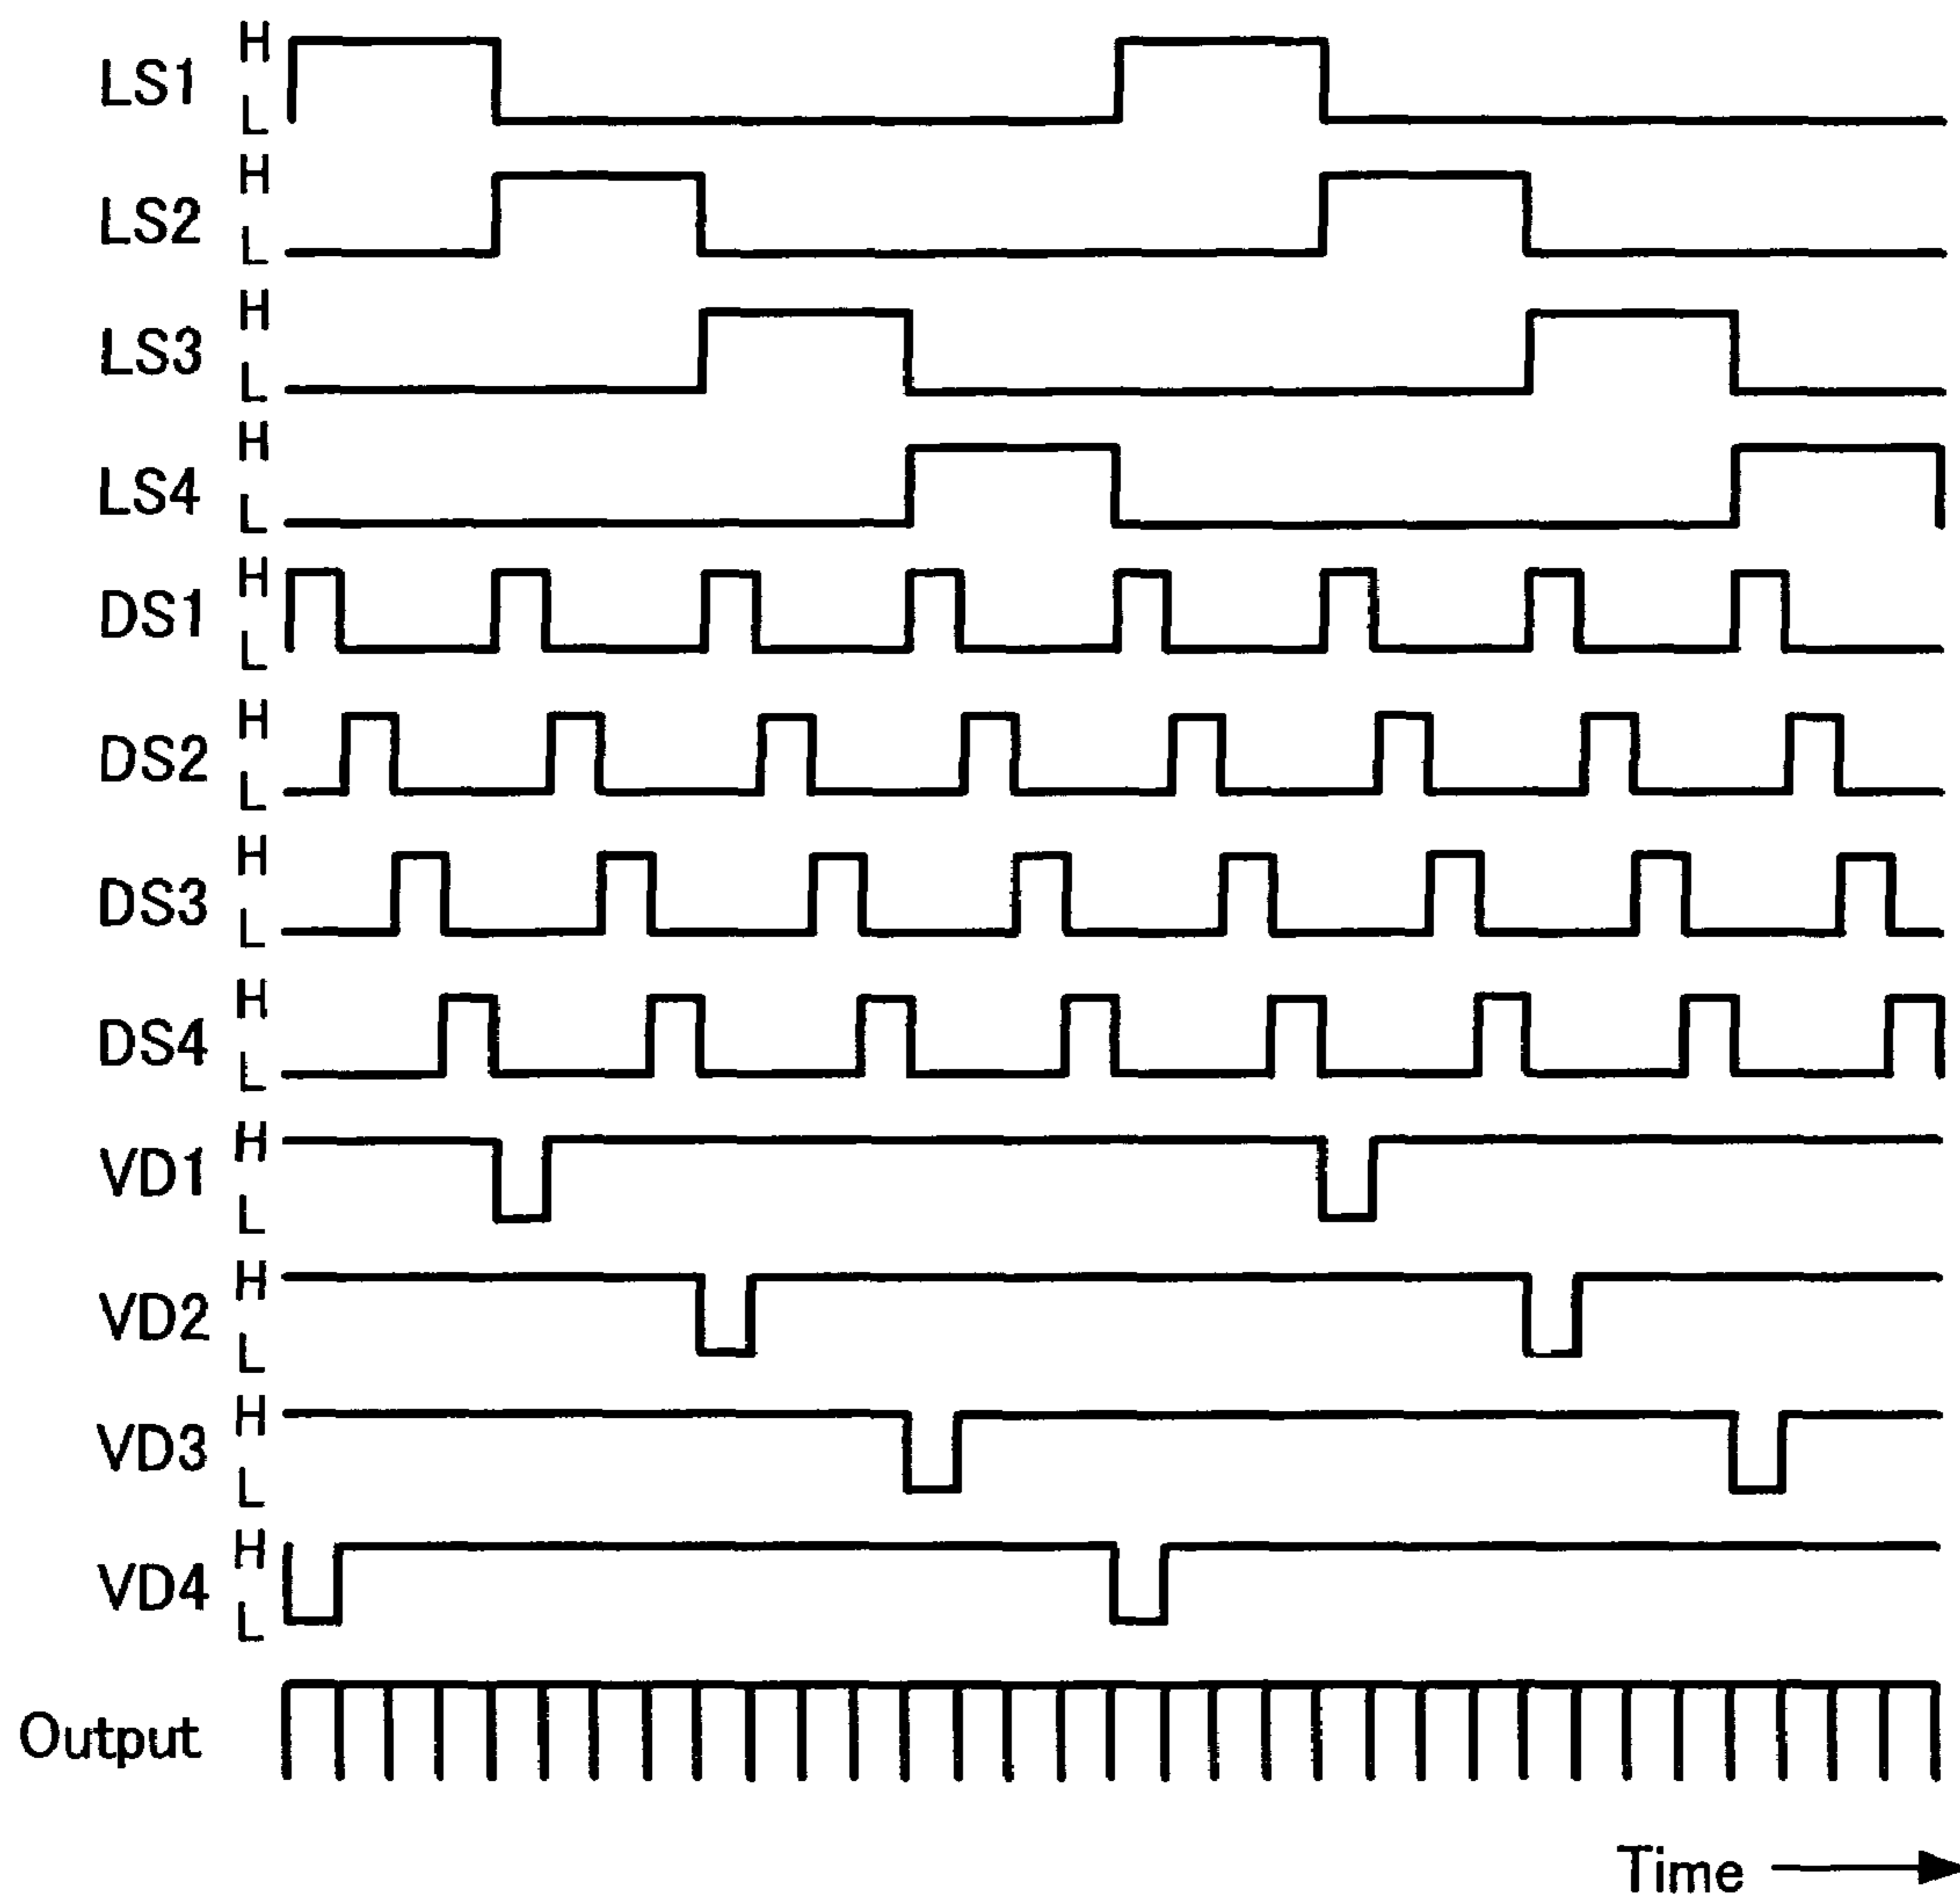 LS1 H L
LS2 H L
LS3 H L
LS4 H L
DS1 H L
DS2 H L
DS3 H L
DS4 H L
VD1 H L
VD2 H L
VD3 H L
VD4 H L
Output
Time